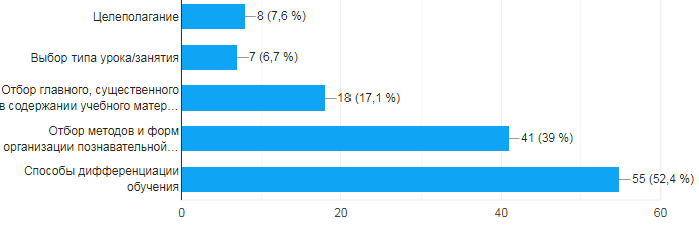 Целеполагание
8 (7,6 %)
Выбор типа урока/занятия
7 (6,7 %)
Отбор главного, существенного
в содержании учебного матер…
18 (17,1 %)
Отбор методов и форм
организации познавательной…
41 (39 %)
Способы дифференциации
обучения
55 (52,4 %)
0 20 40 60